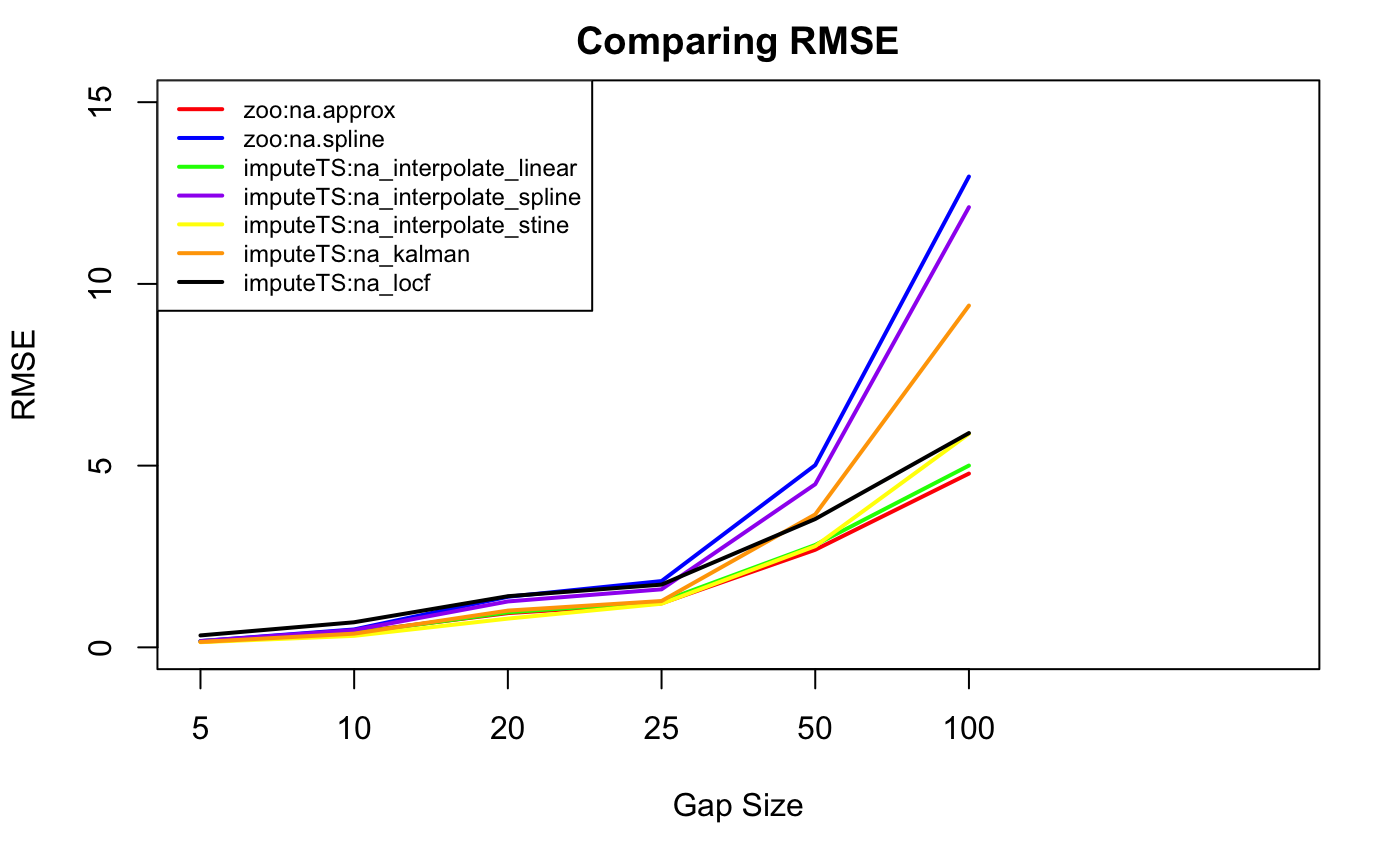 Comparing RMSE
zoo:na.approx
zoo:na.spline
imputeTS:na_interpolate_linear
imputeTS:na_interpolate_spline
imputeTS:na_interpolate_stine
imputeTS:na_kalman
imputeTS:na_locf
RMSE
15
10
5
0
5 10 20 25 50 100
Gap Size